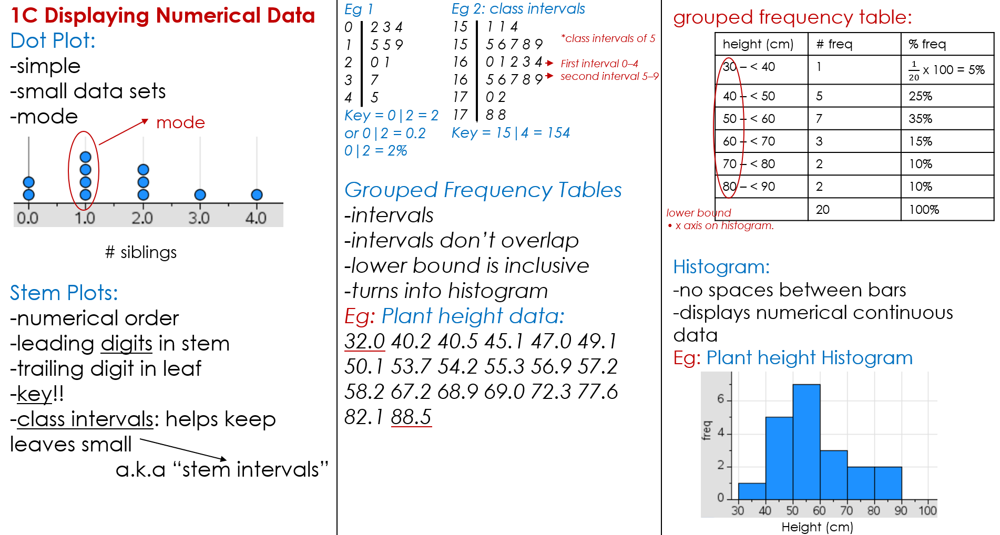 1C Displaying Numerical Data
Dot Plot:
-simple
-small data sets
-mode
mode
0.0 1.0 2.0 3.0 4.0
# siblings
Stem Plots:
-numerical order
-leading digits in stem
-trailing digit in leaf
-key!!
-class intervals: helps keep
leaves small
a.k.a “stem intervals”
Eg 1
0 | 2 3 4
1 | 5 5 9
2 | 0 1
3 | 7
4 | 5
Key = 0|2 = 2
or 0|2 = 0.2
0|2 = 2%
Eg 2: class intervals
15 | 1 1 4
15 | 5 6 7 8 9
16 | 0 1 2 3 4
16 | 5 6 7 8 9
17 | 0 2
17 | 8 8
Key = 15|4 = 154
*class intervals of 5
First interval 0–4
second interval 5–9
Grouped Frequency Tables
-intervals
-intervals don’t overlap
-lower bound is inclusive
-turns into histogram
Eg: Plant height data:
32.0 40.2 40.5 45.1 47.0 49.1
50.1 53.7 54.2 55.3 56.9 57.2
58.2 67.2 68.9 69.0 72.3 77.6
82.1 88.5
grouped frequency table:
height (cm) # freq % freq
30 – < 40 1 1/20 x 100 = 5%
40 – < 50 5 25%
50 – < 60 7 35%
60 – < 70 3 15%
70 – < 80 2 10%
80 – < 90 2 10%
20 100%
lower bound
• x axis on histogram.
Histogram:
-no spaces between bars
-displays numerical continuous
data
Eg: Plant height Histogram
freq
6
4
2
0
30 40 50 60 70 80 90 100
Height (cm)